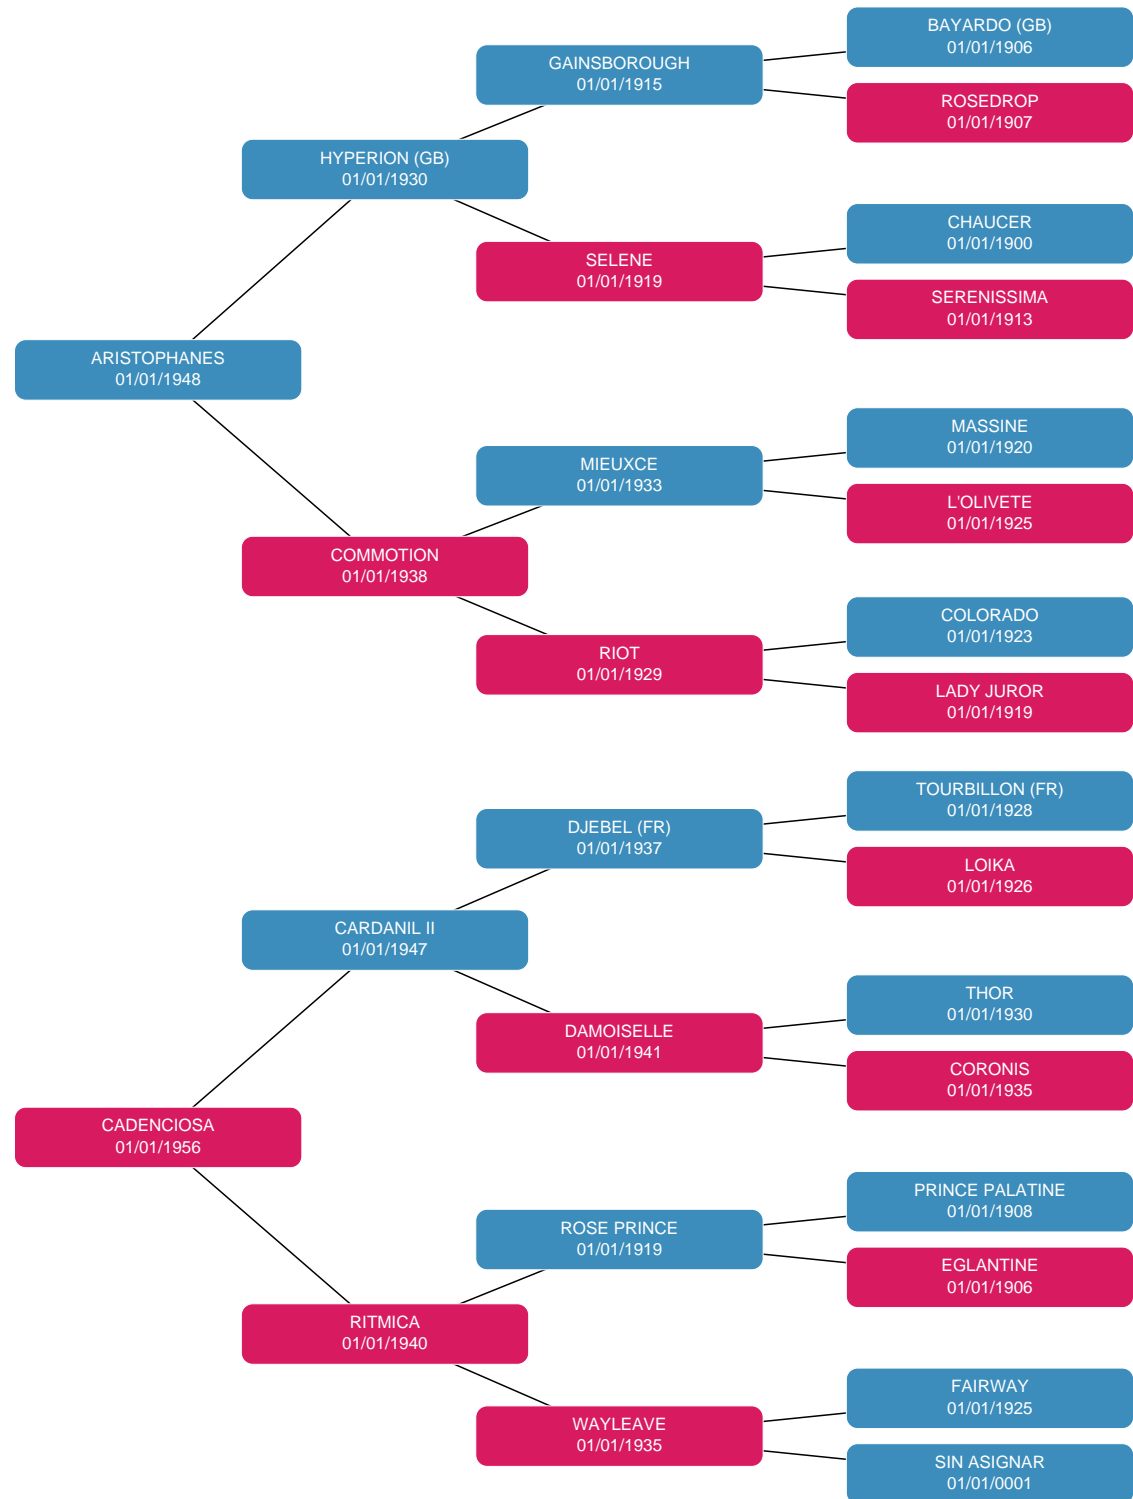 BAYARDO (GB)
01/01/1906
GAINSBOROUGH
01/01/1915
ROSEDROP
01/01/1907
HYPERION (GB)
01/01/1930
CHAUCER
01/01/1900
SELENE
01/01/1919
SERENISSIMA
01/01/1913
ARISTOPHANES
01/01/1948
MASSINE
01/01/1920
MIEUXCE
01/01/1933
L'OLIVETE
01/01/1925
COMMOTION
01/01/1938
COLORADO
01/01/1923
RIOT
01/01/1929
LADY JUROR
01/01/1919
TOURBILLON (FR)
01/01/1928
DJEBEL (FR)
01/01/1937
LOIKA
01/01/1926
CARDANIL II
01/01/1947
THOR
01/01/1930
DAMOISELLE
01/01/1941
CORONIS
01/01/1935
CADENCIOSA
01/01/1956
PRINCE PALATINE
01/01/1908
ROSE PRINCE
01/01/1919
EGLANTINE
01/01/1906
RITMICA
01/01/1940
FAIRWAY
01/01/1925
WAYLEAVE
01/01/1935
SIN ASIGNAR
01/01/0001